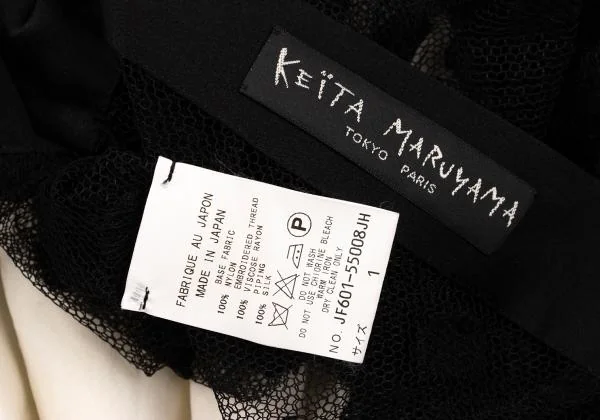 KEÏTA MARUYAMA
TOKYO PARIS
FABRIQUE AU JAPON
MADE IN JAPAN
BASE FABRIC
100% NYLON
EMBROIDERED THREAD
100% VISCOSE RAYON
PIPING
100% SILK
P
DO NOT WASH
DO NOT USE CHLORINE BLEACH
WARM IRON
DRY CLEAN ONLY
NO. JF601-55008JH
サイズ 1